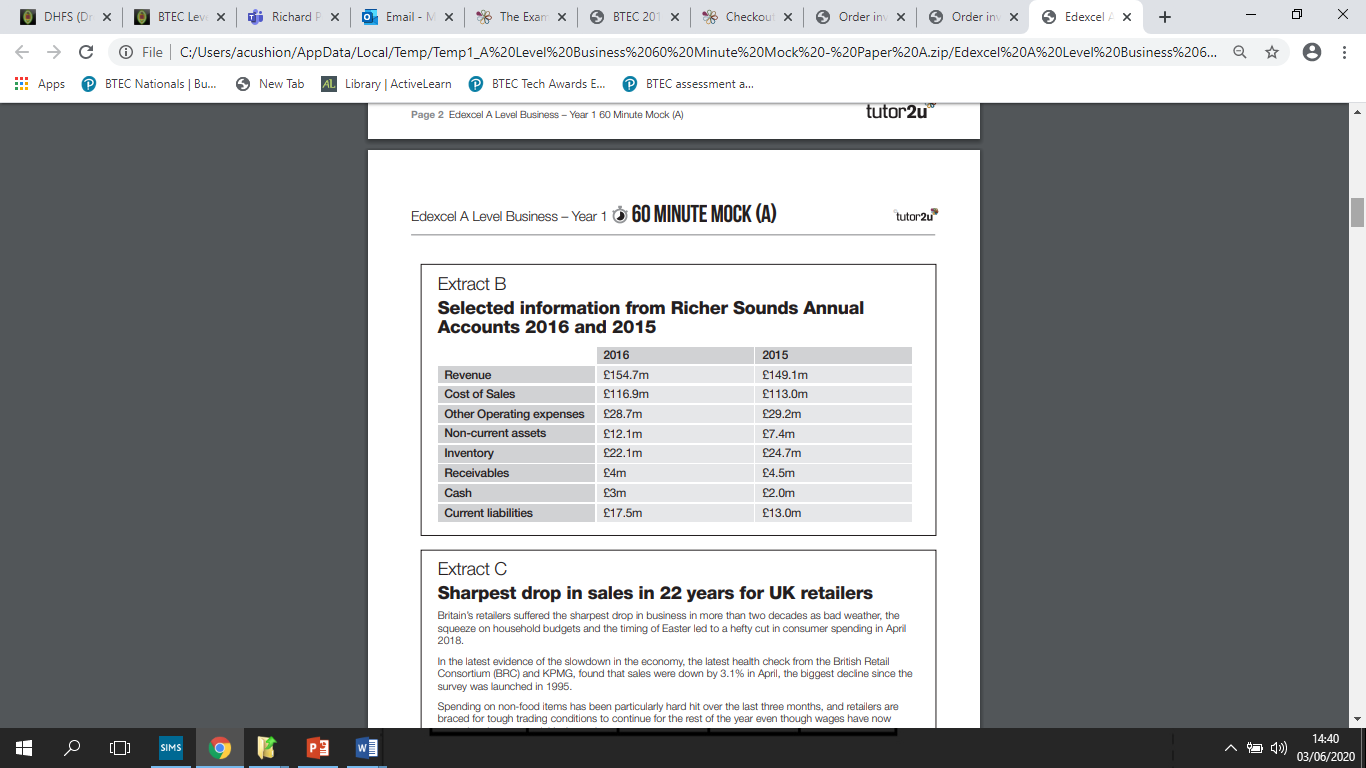 DHFS (Dr
BTEC Leve
Richard P
Email - M
The Exam
BTEC 201
Checkout
Order inv
Order inv
Edexcel A
File | C:/Users/acushion/AppData/Local/Temp/Temp1_A%20Level%20Business%2060%20Minute%20Mock%20-%20Paper%20A.zip/Edexcel%20A%20Level%20Business%206...
Apps
BTEC Nationals | Bu...
New Tab
AL Library | ActiveLearn
BTEC Tech Awards E...
BTEC assessment a...
Page 2 Edexcel A Level Business – Year 1 60 Minute Mock (A)
tutor2u
Edexcel A Level Business – Year 1 60 MINUTE MOCK (A)
tutor2u
Extract B
Selected information from Richer Sounds Annual
Accounts 2016 and 2015
2016 2015
Revenue £154.7m £149.1m
Cost of Sales £116.9m £113.0m
Other Operating expenses £28.7m £29.2m
Non-current assets £12.1m £7.4m
Inventory £22.1m £24.7m
Receivables £4m £4.5m
Cash £3m £2.0m
Current liabilities £17.5m £13.0m
Extract C
Sharpest drop in sales in 22 years for UK retailers
Britain's retailers suffered the sharpest drop in business in more than two decades as bad weather, the
squeeze on household budgets and the timing of Easter led to a hefty cut in consumer spending in April
2018.
In the latest evidence of the slowdown in the economy, the latest health check from the British Retail
Consortium (BRC) and KPMG, found that sales were down by 3.1% in April, the biggest decline since the
survey was launched in 1995.
Spending on non-food items has been particularly hard hit over the last three months, and retailers are
braced for tough trading conditions to continue for the rest of the year even though wages have now
SIMS
14:40
03/06/2020